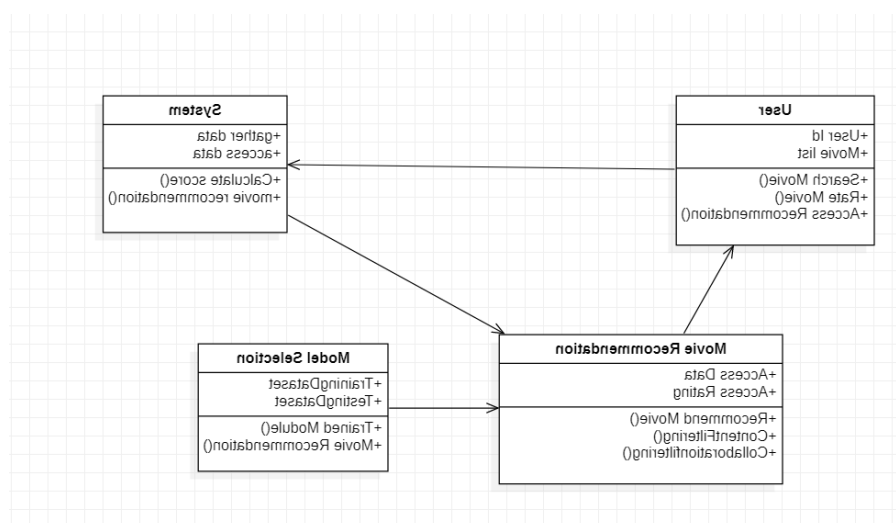 System
+gather data
+access data
+Calculate score()
+movie recommendation()
User
+User Id
+Movie list
+Search Movie()
+Rate Movie()
+Access Recommendation()
Model Selection
+TrainingDataset
+TestingDataset
+Trained Module()
+Movie Recommendation()
Movie Recommendation
+Access Data
+Access Rating
+Recommend Movie()
+ContentFiltering()
+Collaborationfiltering()